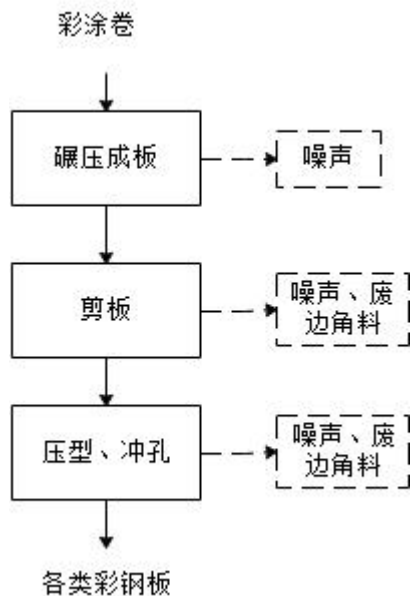 彩涂卷
碾压成板
噪声
剪板
噪声、废
边角料
压型、冲孔
噪声、废
边角料
各类彩钢板